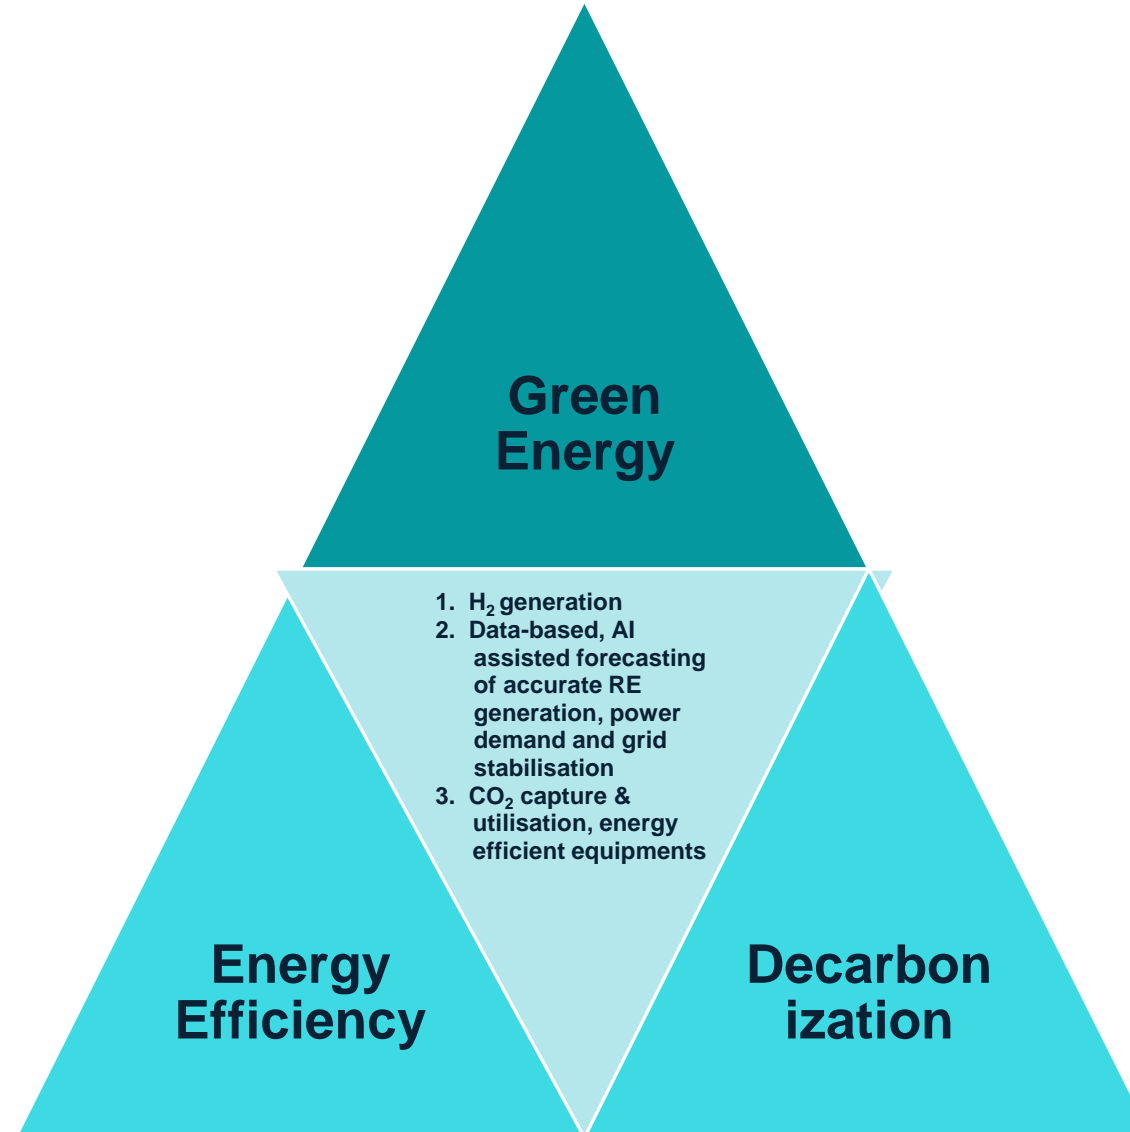 Green
Energy
1. H₂ generation
2. Data-based, AI
assisted forecasting
of accurate RE
generation, power
demand and grid
stabilisation
3. CO₂ capture &
utilisation, energy
efficient equipments
Energy
Efficiency
Decarbon
ization